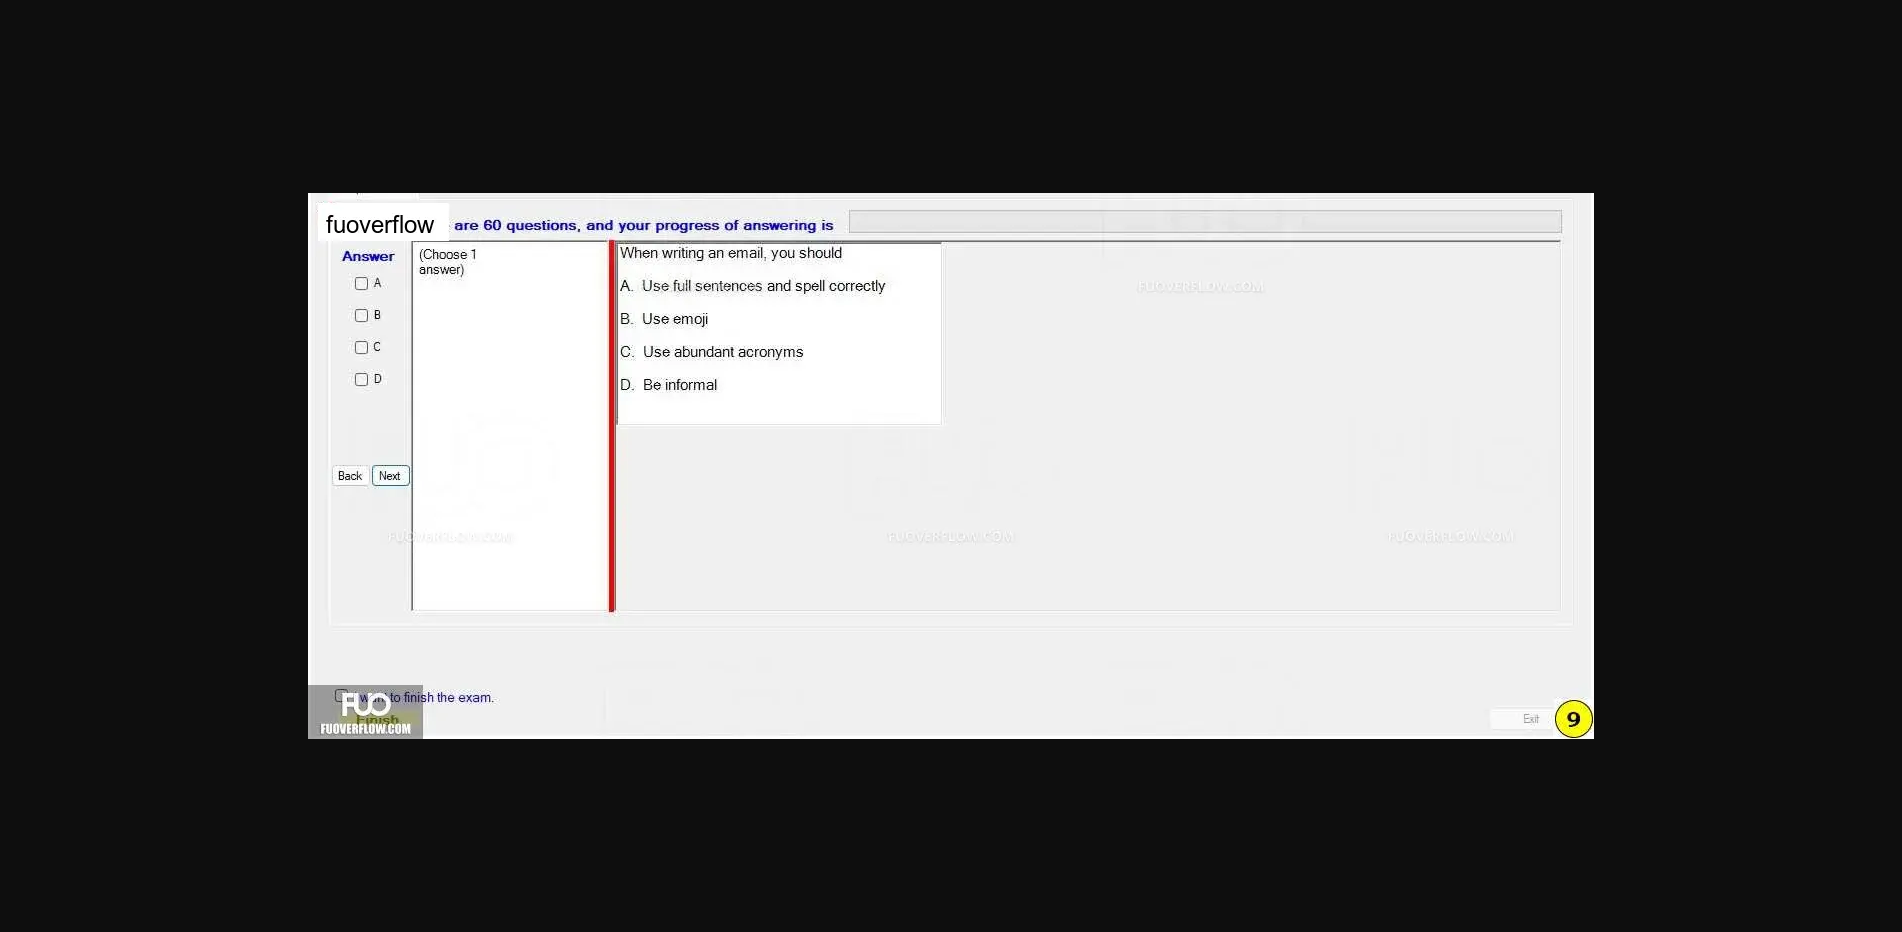 fuoverflow are 60 questions, and your progress of answering is
Answer
A
B
C
D
Back Next
(Choose 1
answer)
When writing an email, you should
A. Use full sentences and spell correctly
B. Use emoji
C. Use abundant acronyms
D. Be informal
FUOVERFLOW.COM
FUOVERFLOW.COM FUOVERFLOW.COM FUOVERFLOW.COM
want to finish the exam.
FUO
Finish
FUOVERFLOW.COM
Exit 9